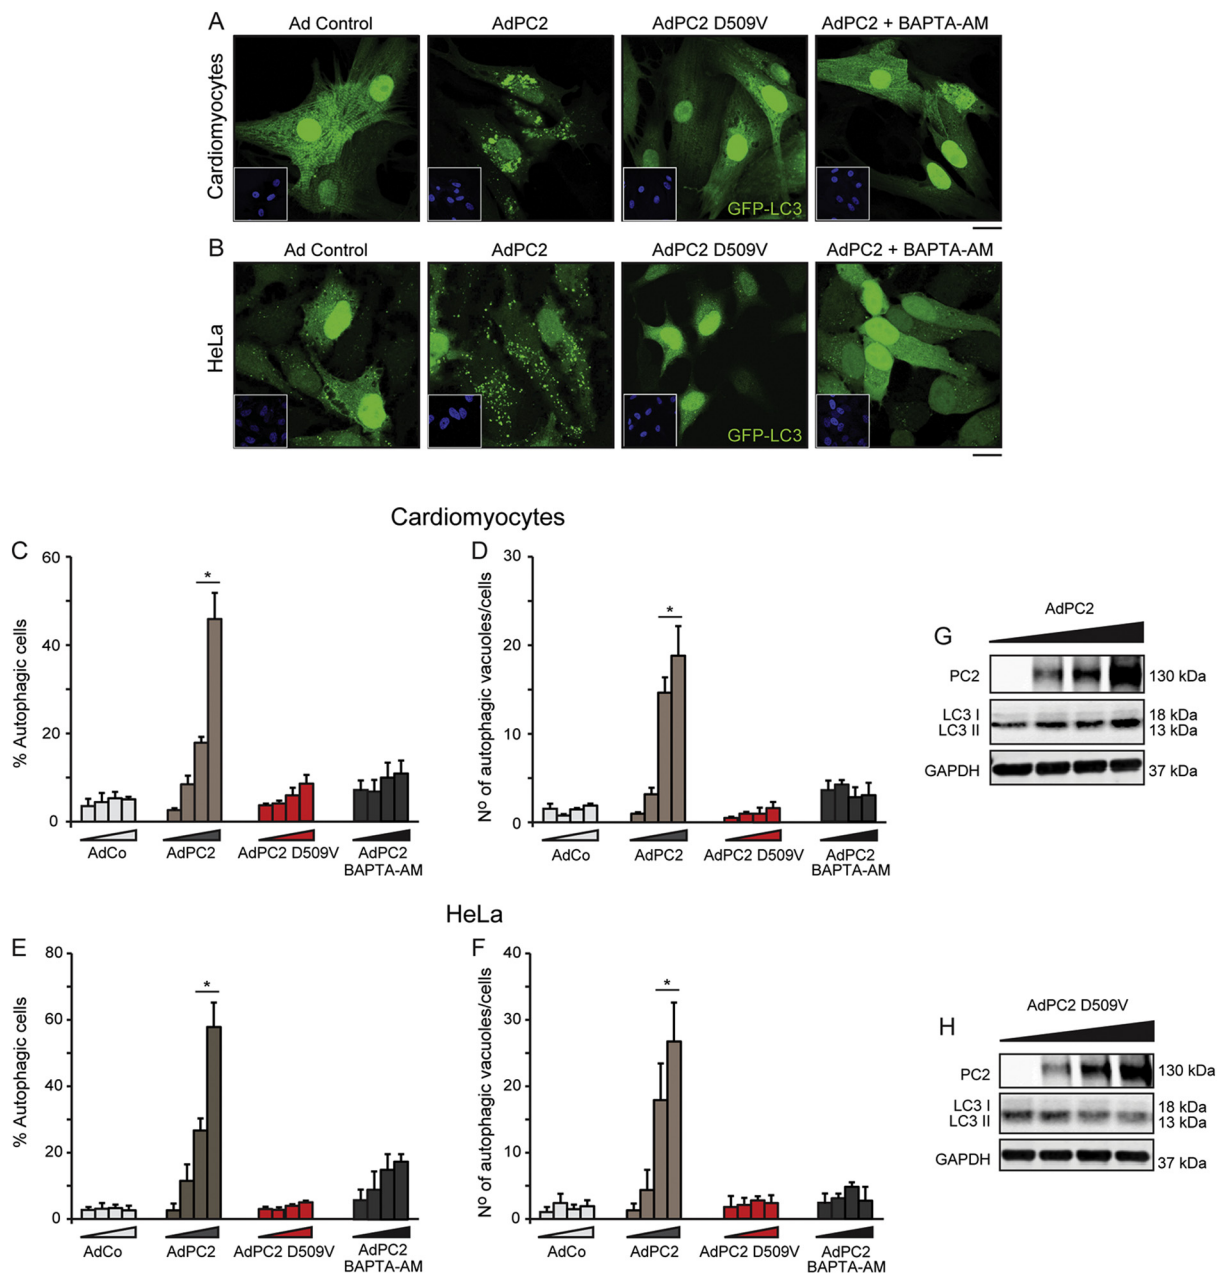 A
Ad Control
AdPC2
AdPC2 D509V
AdPC2 + BAPTA-AM
Cardiomyocytes
GFP-LC3
B
Ad Control
AdPC2
AdPC2 D509V
AdPC2 + BAPTA-AM
HeLa
GFP-LC3
Cardiomyocytes
C
% Autophagic cells
60
40
20
0
*
AdCo
AdPC2
AdPC2 D509V
AdPC2
BAPTA-AM
D
Nº of autophagic vacuoles/cells
30
20
10
0
*
AdCo
AdPC2
AdPC2 D509V
AdPC2
BAPTA-AM
G
AdPC2
PC2
130 kDa
LC3 I
18 kDa
LC3 II
13 kDa
GAPDH
37 kDa
HeLa
E
% Autophagic cells
80
60
40
20
0
*
AdCo
AdPC2
AdPC2 D509V
AdPC2
BAPTA-AM
F
Nº of autophagic vacuoles/cells
40
30
20
10
0
*
AdCo
AdPC2
AdPC2 D509V
AdPC2
BAPTA-AM
H
AdPC2 D509V
PC2
130 kDa
LC3 I
18 kDa
LC3 II
13 kDa
GAPDH
37 kDa